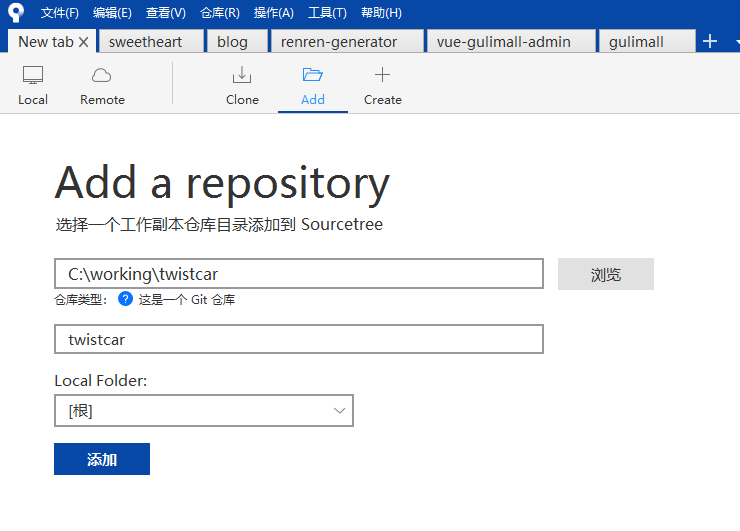 文件(F) 编辑(E) 查看(V) 仓库(R) 操作(A) 工具(T) 帮助(H)
New tab sweetheart blog renren-generator vue-gulimall-admin gulimall
Local Remote Clone Add Create
Add a repository
选择一个工作副本仓库目录添加到 Sourcetree
C:\working\twistcar 浏览
仓库类型: ? 这是一个 Git 仓库
twistcar
Local Folder:
[根]
添加